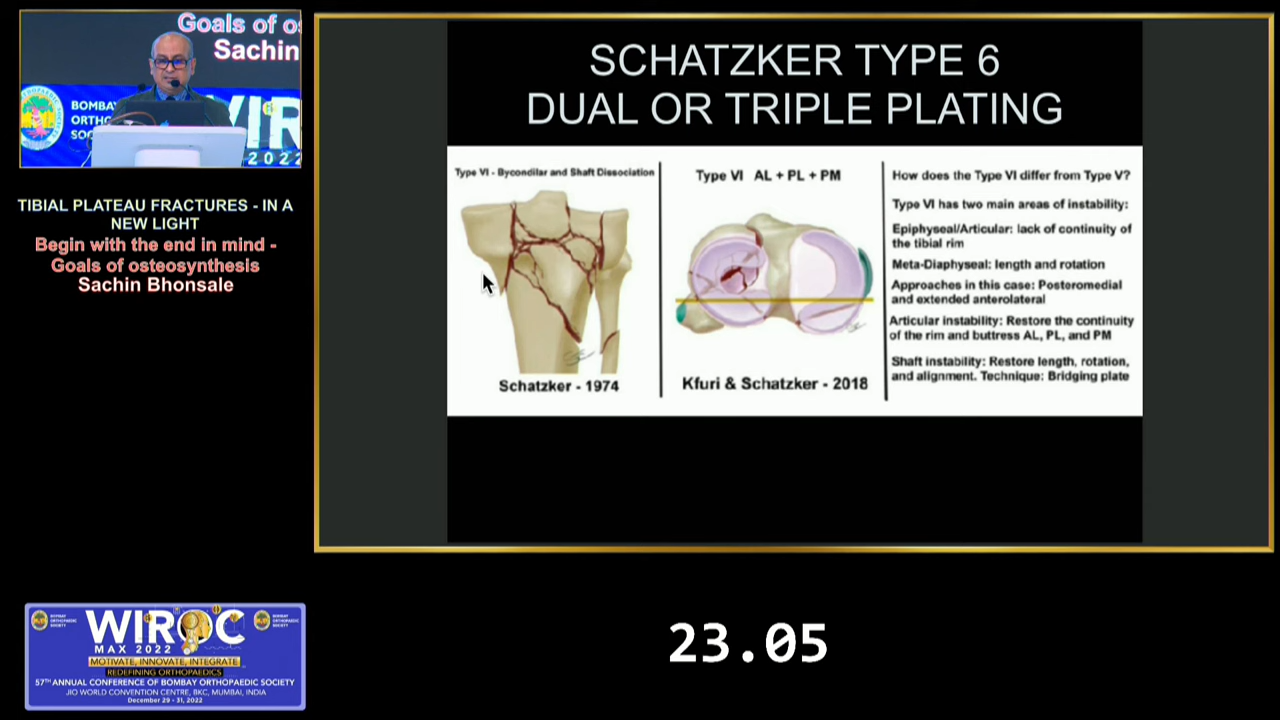 Goals of os
Sachin
BOMBAY
ORTHO
SOC
WIR
2022
TIBIAL PLATEAU FRACTURES - IN A
NEW LIGHT
Begin with the end in mind -
Goals of osteosynthesis
Sachin Bhonsale
SCHATZKER TYPE 6
DUAL OR TRIPLE PLATING
Type VI - Bycondilar and Shaft Dissociation
Schatzker - 1974
Type VI AL + PL + PM
Kfuri & Schatzker - 2018
How does the Type VI differ from Type V?
Type VI has two main areas of instability:
Epiphyseal/Articular: lack of continuity of
the tibial rim
Meta-Diaphyseal: length and rotation
Approaches in this case: Posteromedial
and extended anterolateral
Articular instability: Restore the continuity
of the rim and buttress AL, PL, and PM
Shaft instability: Restore length, rotation,
and alignment. Technique: Bridging plate
BOMBAY
ORTHOPAEDIC
SOCIETY
WIROC
MAX 2022
BOMBAY
ORTHOPAEDIC
SOCIETY
MOTIVATE, INNOVATE, INTEGRATE
REDEFINING ORTHOPAEDICS
57TH ANNUAL CONFERENCE OF BOMBAY ORTHOPAEDIC SOCIETY
JIO WORLD CONVENTION CENTRE, BKC, MUMBAI, INDIA
December 29 - 31, 2022
23.05